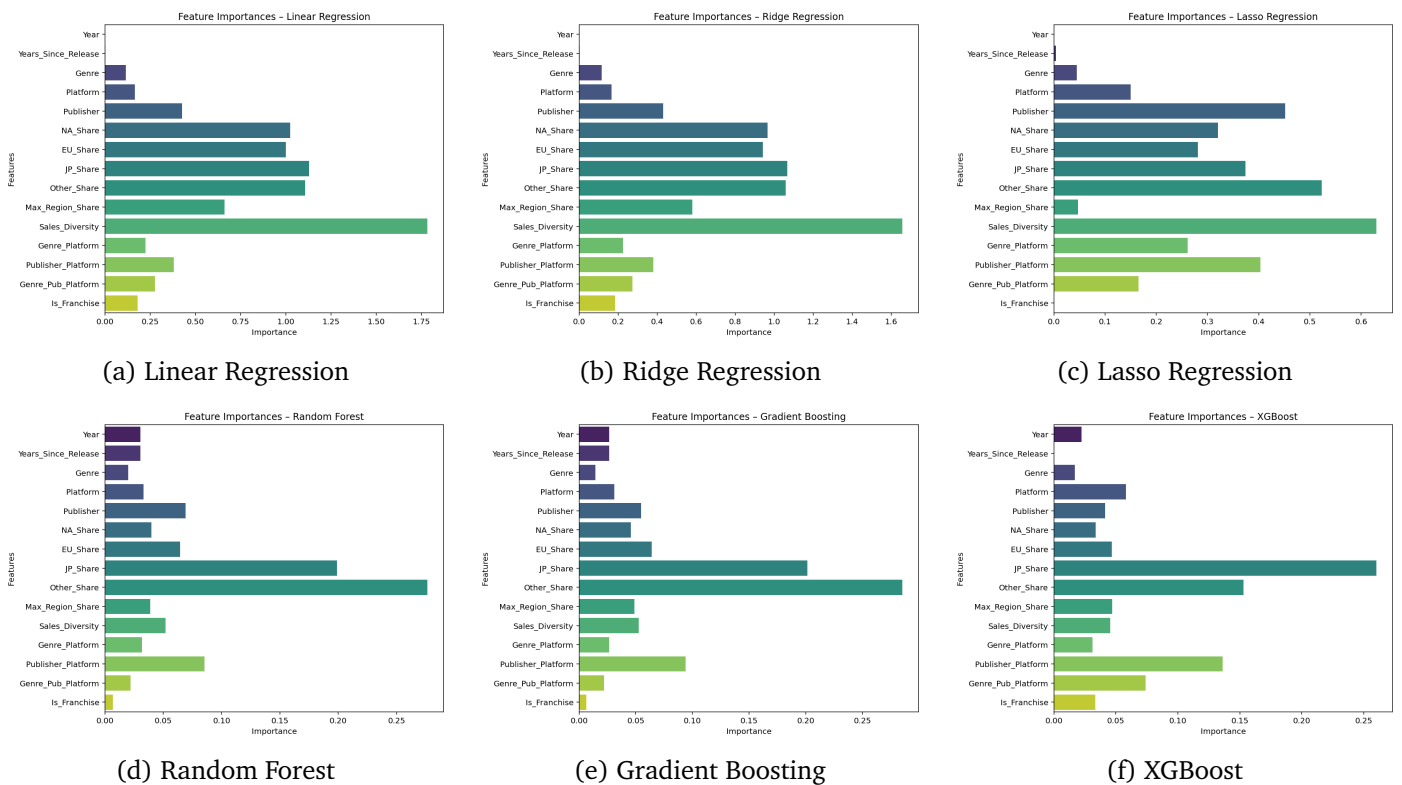 Feature Importances – Linear Regression
Year
Years_Since_Release
Genre
Platform
Publisher
NA_Share
EU_Share
JP_Share
Other_Share
Max_Region_Share
Sales_Diversity
Genre_Platform
Publisher_Platform
Genre_Pub_Platform
Is_Franchise
Features
0.00 0.25 0.50 0.75 1.00 1.25 1.50 1.75
Importance
(a) Linear Regression
Feature Importances – Ridge Regression
Year
Years_Since_Release
Genre
Platform
Publisher
NA_Share
EU_Share
JP_Share
Other_Share
Max_Region_Share
Sales_Diversity
Genre_Platform
Publisher_Platform
Genre_Pub_Platform
Is_Franchise
Features
0.0 0.2 0.4 0.6 0.8 1.0 1.2 1.4 1.6
Importance
(b) Ridge Regression
Feature Importances – Lasso Regression
Year
Years_Since_Release
Genre
Platform
Publisher
NA_Share
EU_Share
JP_Share
Other_Share
Max_Region_Share
Sales_Diversity
Genre_Platform
Publisher_Platform
Genre_Pub_Platform
Is_Franchise
Features
0.0 0.1 0.2 0.3 0.4 0.5 0.6
Importance
(c) Lasso Regression
Feature Importances – Random Forest
Year
Years_Since_Release
Genre
Platform
Publisher
NA_Share
EU_Share
JP_Share
Other_Share
Max_Region_Share
Sales_Diversity
Genre_Platform
Publisher_Platform
Genre_Pub_Platform
Is_Franchise
Features
0.00 0.05 0.10 0.15 0.20 0.25
Importance
(d) Random Forest
Feature Importances – Gradient Boosting
Year
Years_Since_Release
Genre
Platform
Publisher
NA_Share
EU_Share
JP_Share
Other_Share
Max_Region_Share
Sales_Diversity
Genre_Platform
Publisher_Platform
Genre_Pub_Platform
Is_Franchise
Features
0.00 0.05 0.10 0.15 0.20 0.25
Importance
(e) Gradient Boosting
Feature Importances – XGBoost
Year
Years_Since_Release
Genre
Platform
Publisher
NA_Share
EU_Share
JP_Share
Other_Share
Max_Region_Share
Sales_Diversity
Genre_Platform
Publisher_Platform
Genre_Pub_Platform
Is_Franchise
Features
0.00 0.05 0.10 0.15 0.20 0.25
Importance
(f) XGBoost